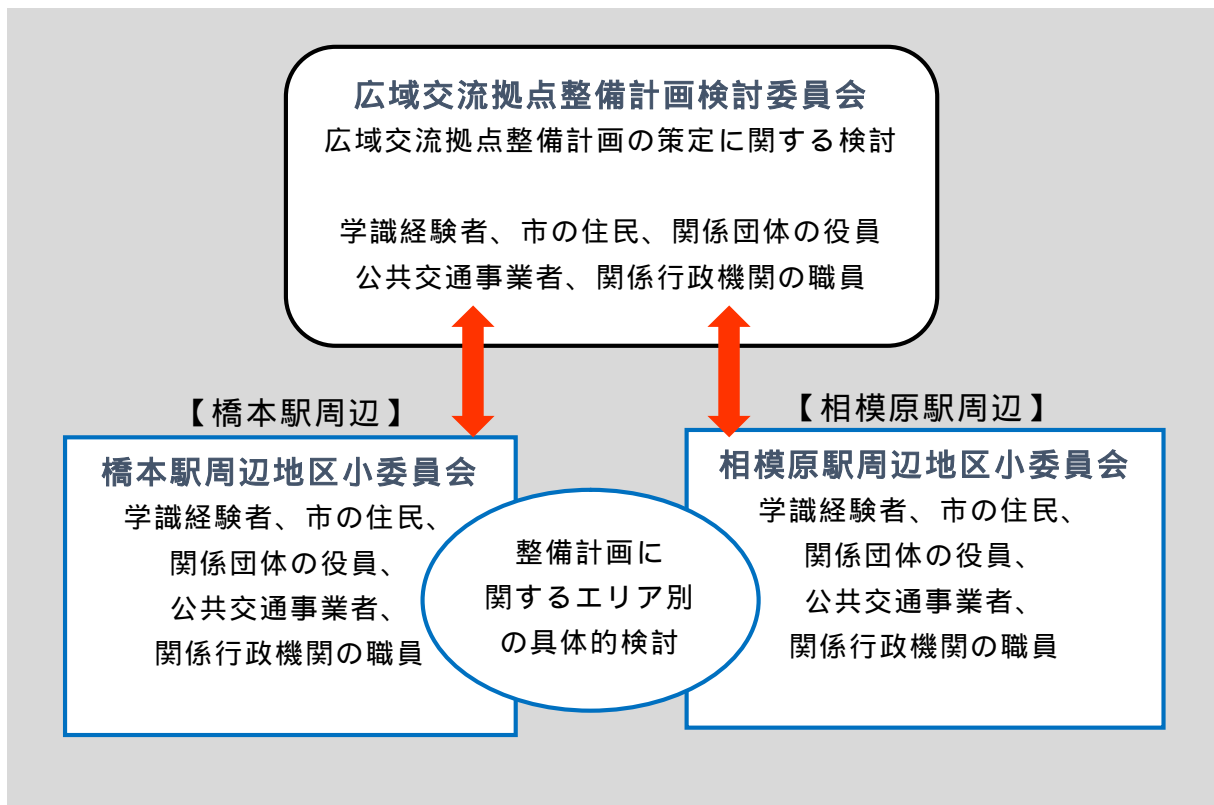 広域交流拠点整備計画検討委員会
広域交流拠点整備計画の策定に関する検討
学識経験者、市の住民、関係団体の役員
公共交通事業者、関係行政機関の職員
【橋本駅周辺】
橋本駅周辺地区小委員会
学識経験者、市の住民、
関係団体の役員、
公共交通事業者、
関係行政機関の職員
整備計画に
関するエリア別
の具体的検討
【相模原駅周辺】
相模原駅周辺地区小委員会
学識経験者、市の住民、
関係団体の役員、
公共交通事業者、
関係行政機関の職員